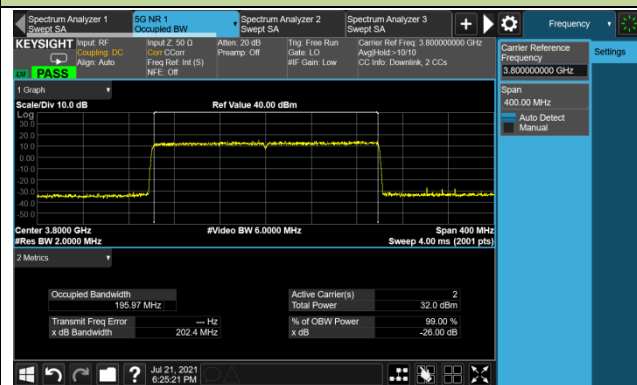 Spectrum Analyzer 1
Swept SA
5G NR 1
Occupied BW
Spectrum Analyzer 2
Swept SA
Spectrum Analyzer 3
Swept SA
Frequency
KEYSIGHT
Input: RF
Coupling: DC
Align: Auto
Input Z: 50 Ω
Corr CCorr
Freq Ref: Int (S)
NFE: Off
Atten: 20 dB
Preamp: Off
Trig: Free Run
Gate: LO
#IF Gain: Low
Carrier Ref Freq: 3.800000000 GHz
Avg|Hold:>10/10
CC Info: Downlink, 2 CCs
PASS
Carrier Reference
Frequency
3.800000000 GHz
Span
400.00 MHz
Auto Detect
Manual
Settings
1 Graph
Scale/Div 10.0 dB
Ref Value 40.00 dBm
Log
30.0
20.0
10.0
0.00
-10.0
-20.0
-30.0
-40.0
-50.0
Center 3.8000 GHz
#Video BW 6.0000 MHz
Span 400 MHz
#Res BW 2.0000 MHz
Sweep 4.00 ms (2001 pts)
2 Metrics
Occupied Bandwidth
195.97 MHz
Transmit Freq Error
--- Hz
x dB Bandwidth
202.4 MHz
Active Carrier(s)
2
Total Power
32.0 dBm
% of OBW Power
99.00 %
x dB
-26.00 dB
Jul 21, 2021
6:25:21 PM